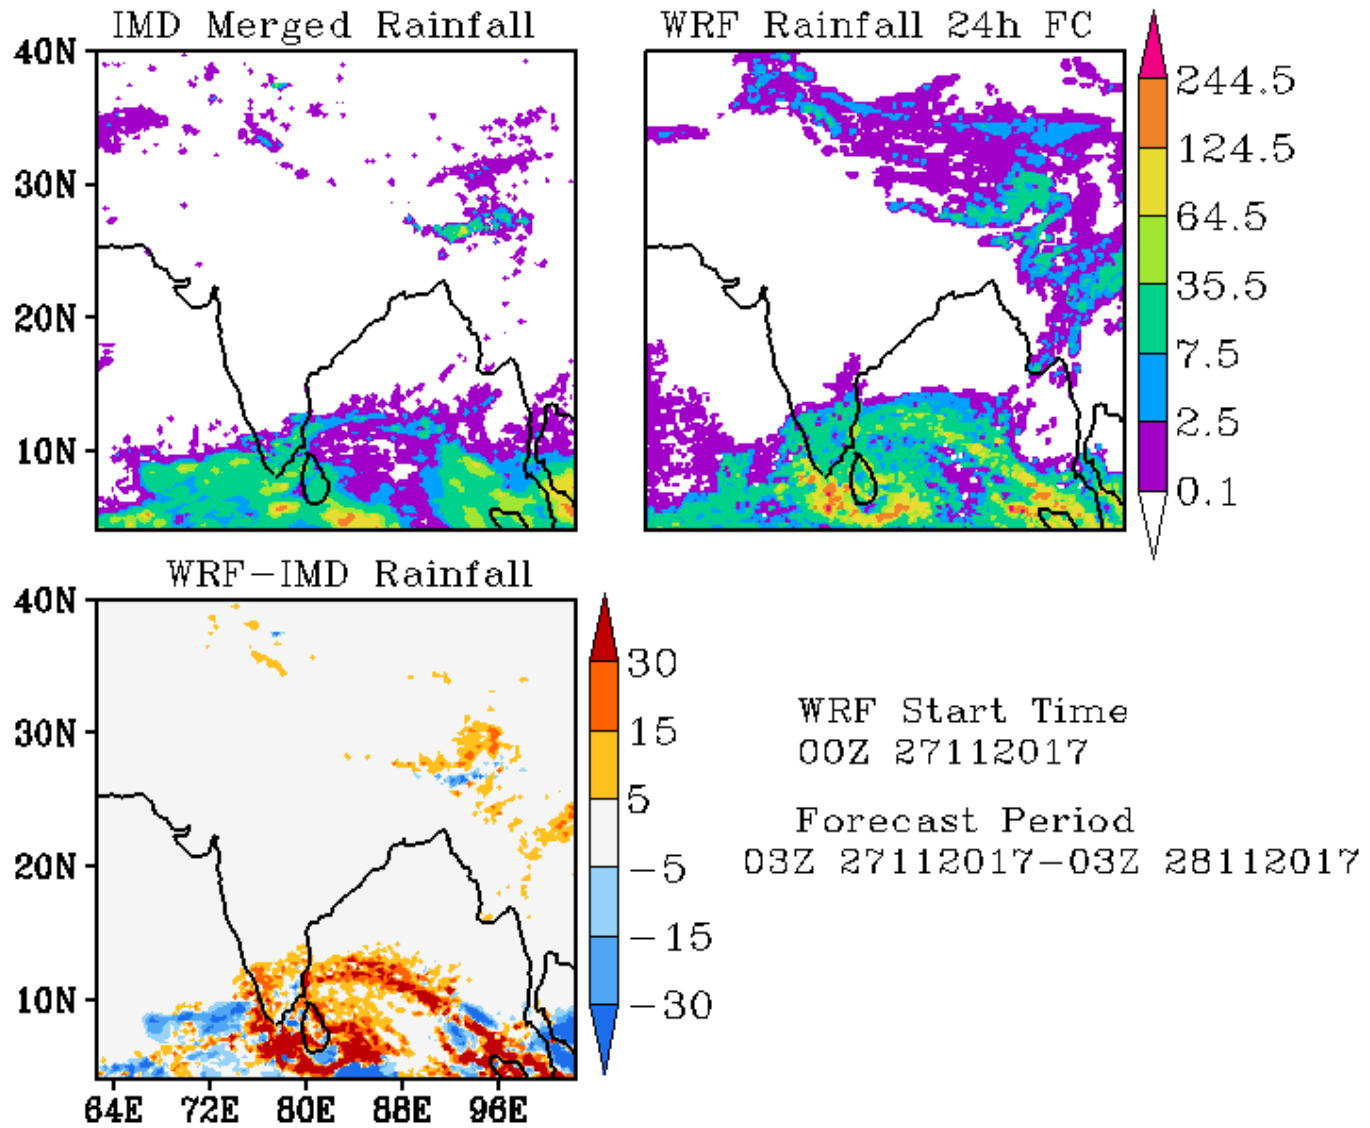 IMD Merged Rainfall
WRF Rainfall 24h FC
40N
30N
20N
10N
244.5
124.5
64.5
35.5
7.5
2.5
0.1
WRF-IMD Rainfall
40N
30N
20N
10N
64E 72E 80E 88E 96E
30
15
5
-5
-15
-30
WRF Start Time
00Z 27112017
Forecast Period
03Z 27112017-03Z 28112017